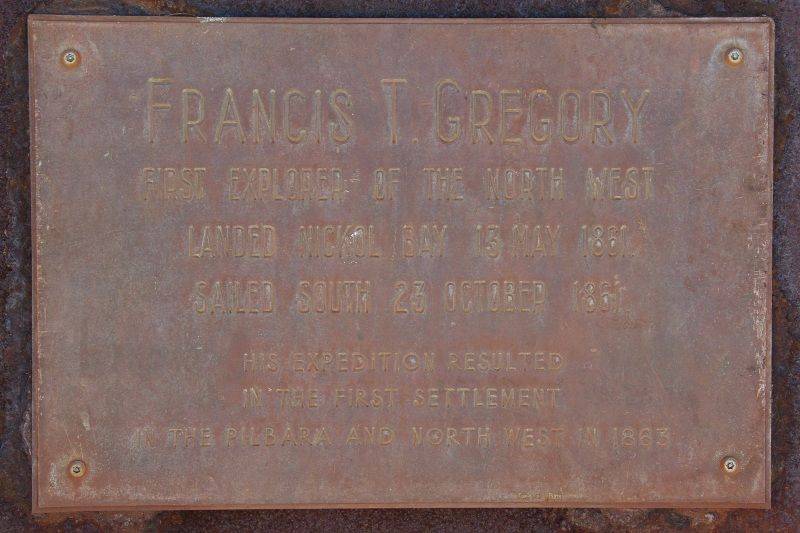 FRANCIS T. GREGORY
FIRST EXPLORER OF THE NORTH WEST
LANDED NICKOL BAY 13 MAY 1861.
SAILED SOUTH 23 OCTOBER 1861.
HIS EXPEDITION RESULTED
IN THE FIRST SETTLEMENT
IN THE PILBARA AND NORTH WEST IN 1863